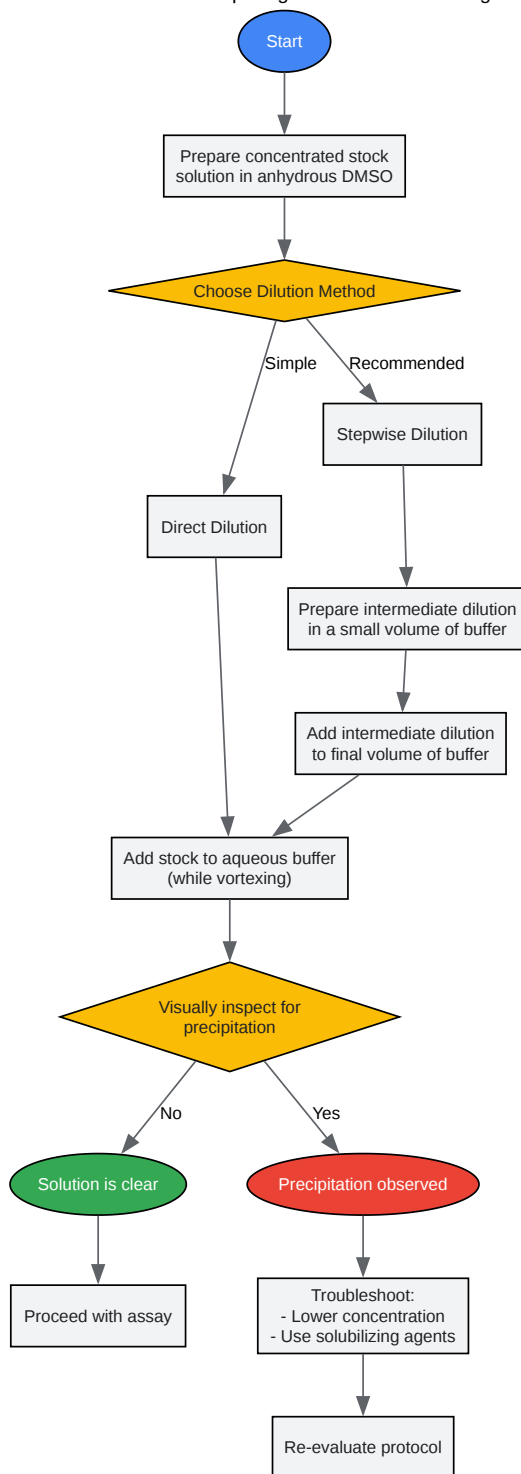 Start
Prepare concentrated stock
solution in anhydrous DMSO
Choose Dilution Method
Simple
Recommended
Stepwise Dilution
Direct Dilution
Prepare intermediate dilution
in a small volume of buffer
Add intermediate dilution
to final volume of buffer
Add stock to aqueous buffer
(while vortexing)
Visually inspect for
precipitation
No
Yes
Solution is clear
Precipitation observed
Proceed with assay
Troubleshoot:
- Lower concentration
- Use solubilizing agents
Re-evaluate protocol